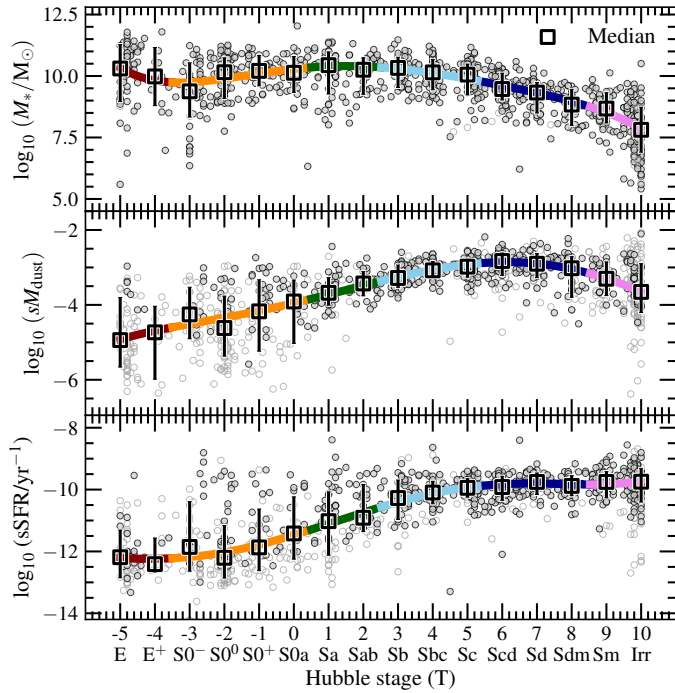 12.5
10.0
7.5
5.0
log₁₀ (M*/M⊙)
Median
−2
−4
−6
log₁₀ (sM_dust)
−8
−10
−12
−14
log₁₀ (sSFR/yr⁻¹)
-5 -4 -3 -2 -1 0 1 2 3 4 5 6 7 8 9 10
E E⁺ S0⁻ S0⁰ S0⁺ S0a Sa Sab Sb Sbc Sc Scd Sd Sdm Sm Irr
Hubble stage (T)